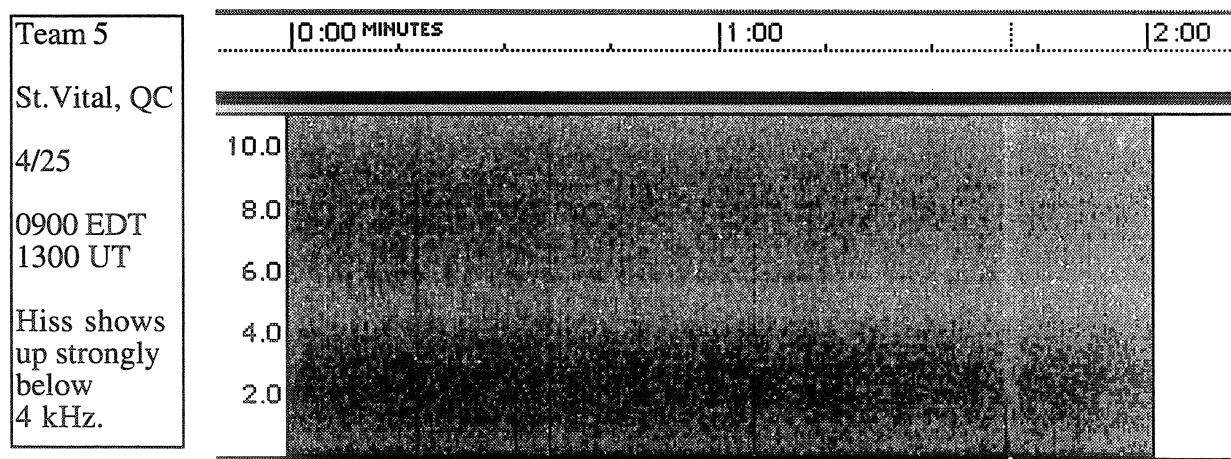 Team 5
St.Vital, QC
4/25
0900 EDT
1300 UT
Hiss shows
up strongly
below
4 kHz.
|0:00 MINUTES |1:00 |2:00
10.0
8.0
6.0
4.0
2.0